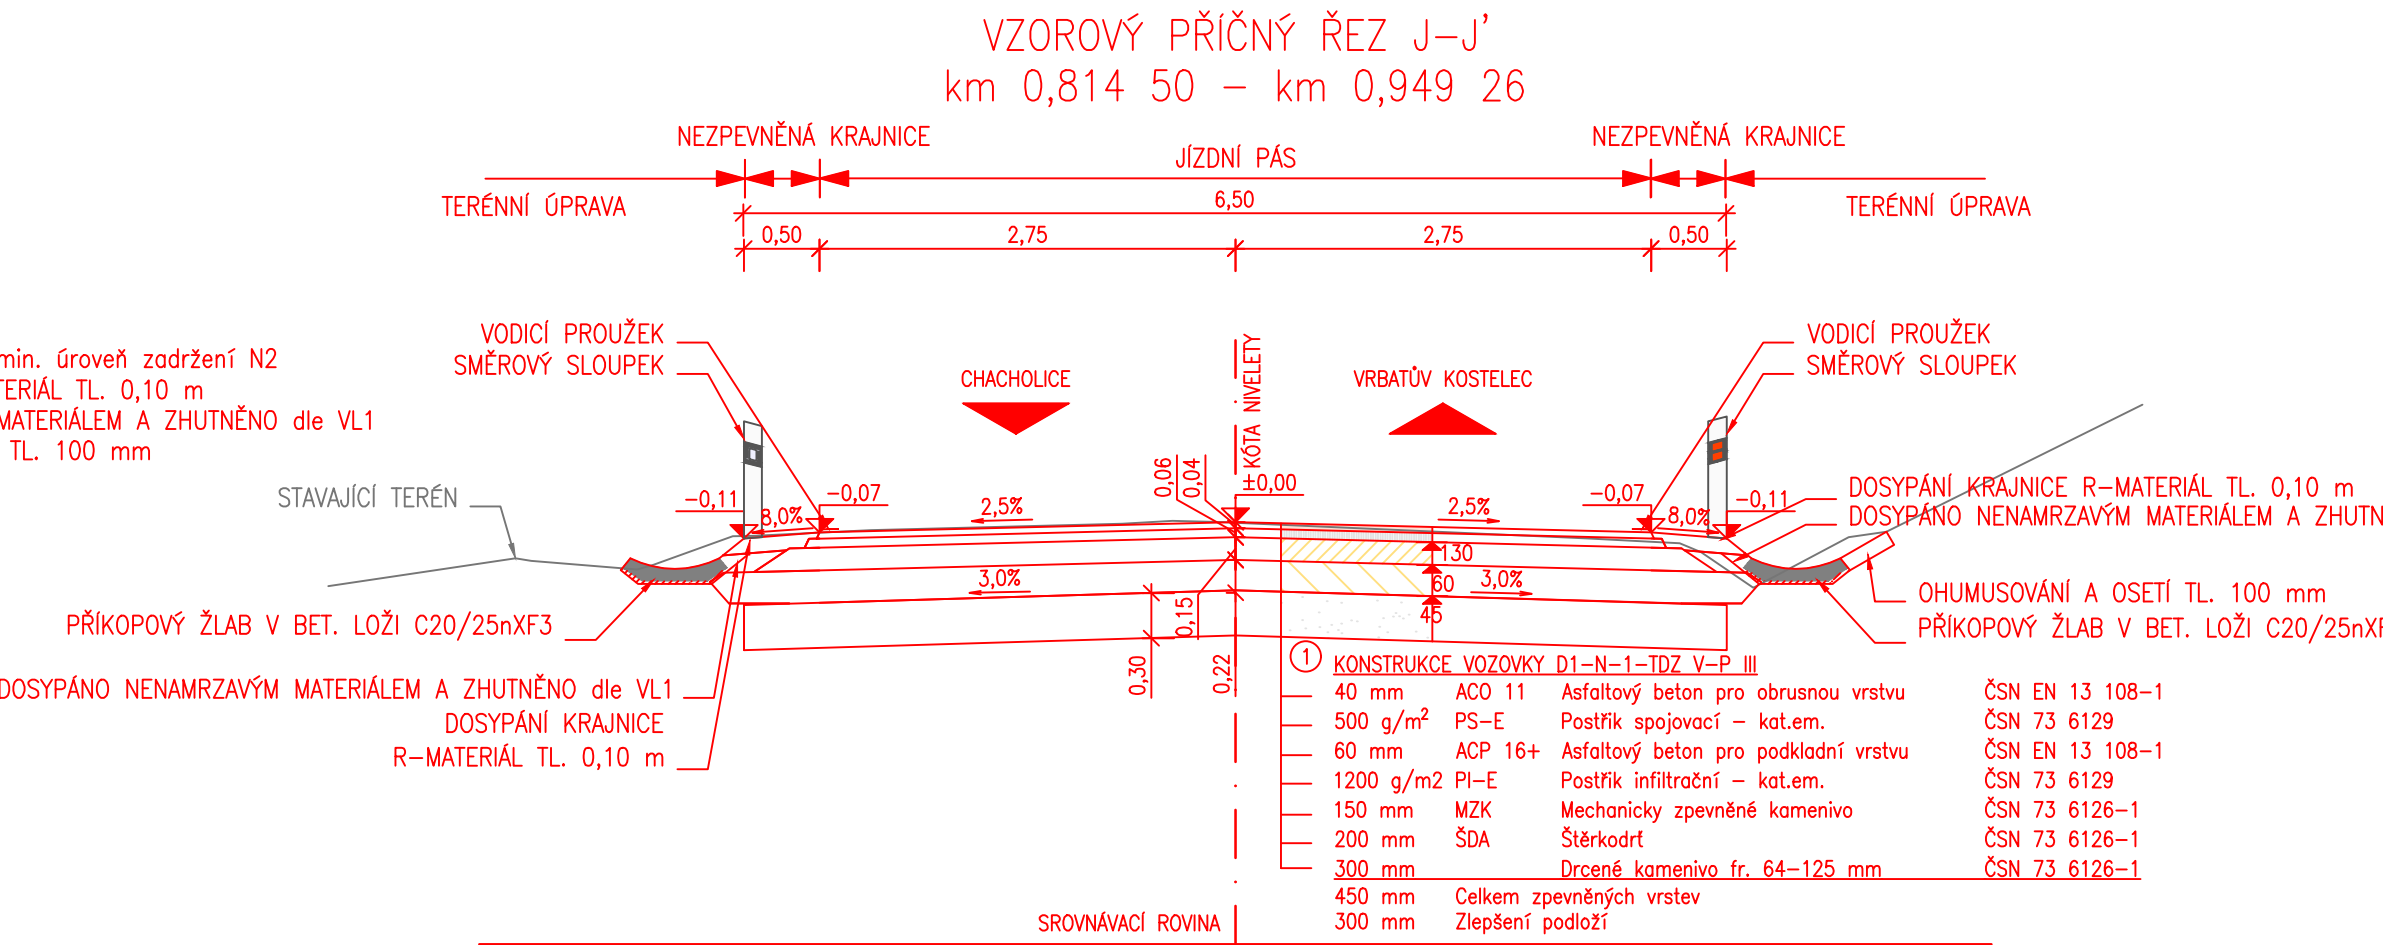 VZOROVÝ PŘÍČNÝ ŘEZ J-J'
km 0,814 50 - km 0,949 26
NEZPEVNĚNÁ KRAJNICE
NEZPEVNĚNÁ KRAJNICE
JÍZDNÍ PÁS
TERÉNNÍ ÚPRAVA
6,50
TERÉNNÍ ÚPRAVA
0,50
2,75
2,75
0,50
VODICÍ PROUŽEK
SMĚROVÝ SLOUPEK
VODICÍ PROUŽEK
SMĚROVÝ SLOUPEK
min. úroveň zadržení N2
TERIÁL TL. 0,10 m
MATERIÁLEM A ZHUTNĚNO dle VL1
TL. 100 mm
CHACHOLICE
KÓTA NIVELETY
±0,00
VRBATŮV KOSTELEC
STAVAJÍCÍ TERÉN
-0,11
8,0%
-0,07
2,5%
0,06
0,04
2,5%
-0,07
8,0%
-0,11
DOSYPÁNÍ KRAJNICE R-MATERIÁL TL. 0,10 m
DOSYPÁNO NENAMRZAVÝM MATERIÁLEM A ZHUTN
130
60
45
3,0%
3,0%
0,15
0,30
0,22
OHUMUSOVÁNÍ A OSETÍ TL. 100 mm
PŘÍKOPOVÝ ŽLAB V BET. LOŽI C20/25nXF
PŘÍKOPOVÝ ŽLAB V BET. LOŽI C20/25nXF3
DOSYPÁNO NENAMRZAVÝM MATERIÁLEM A ZHUTNĚNO dle VL1
DOSYPÁNÍ KRAJNICE
R-MATERIÁL TL. 0,10 m
1 KONSTRUKCE VOZOVKY D1-N-1-TDZ V-P III
40 mm ACO 11 Asfaltový beton pro obrusnou vrstvu ČSN EN 13 108-1
500 g/m² PS-E Postřik spojovací - kat.em. ČSN 73 6129
60 mm ACP 16+ Asfaltový beton pro podkladní vrstvu ČSN EN 13 108-1
1200 g/m2 PI-E Postřik infiltrační - kat.em. ČSN 73 6129
150 mm MZK Mechanicky zpevněné kamenivo ČSN 73 6126-1
200 mm ŠDA Štěrkodrť ČSN 73 6126-1
300 mm Drcené kamenivo fr. 64-125 mm ČSN 73 6126-1
450 mm Celkem zpevněných vrstev
300 mm Zlepšení podloží
SROVNÁVACÍ ROVINA